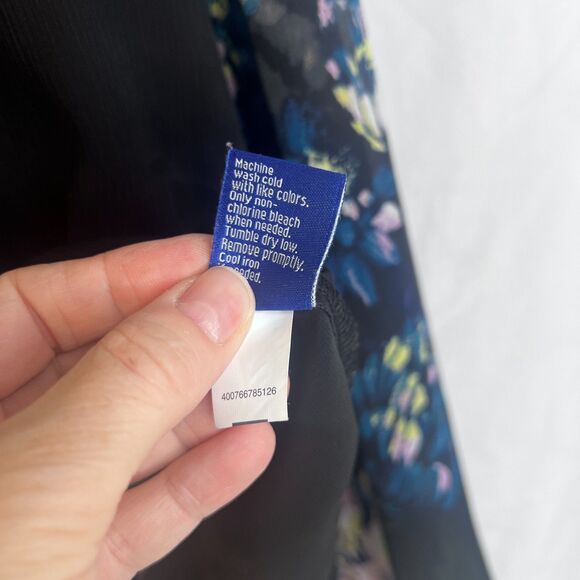 Machine
wash cold
with like colors.
Only non-
chlorine bleach
when needed.
Tumble dry low.
Remove promptly.
Cool iron
needed.
400766785126